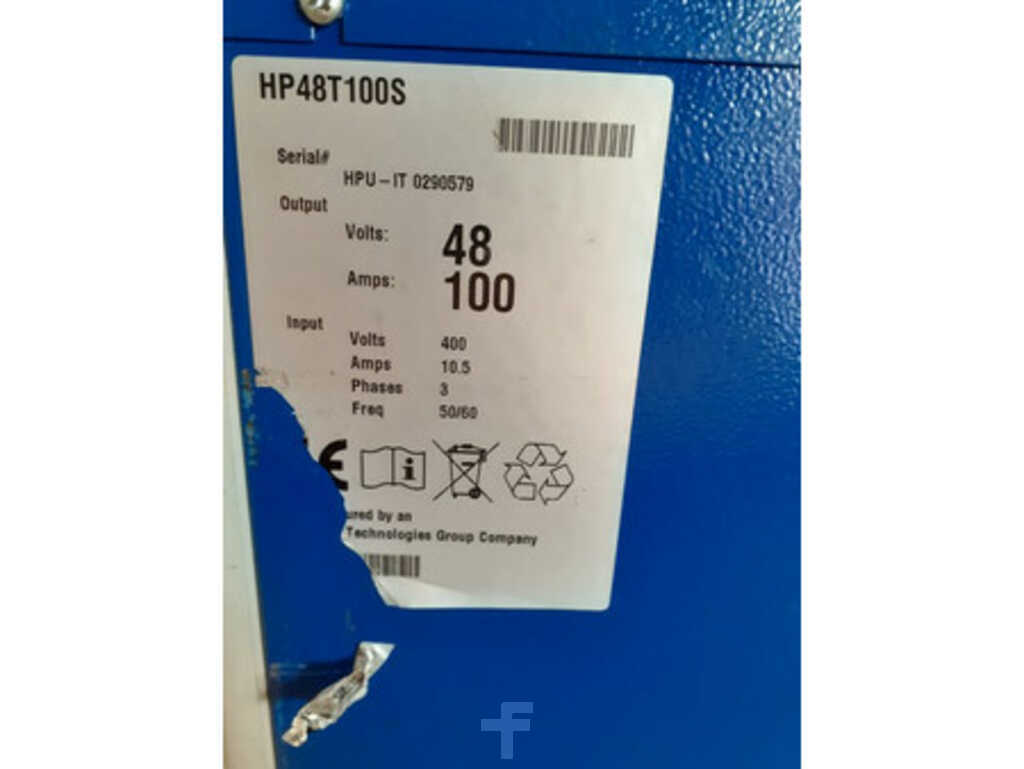 HP48T100S
Serial#
HPU-IT 0290579
Output
Volts: 48
Amps: 100
Input
Volts 400
Amps 10.5
Phases 3
Freq 50/60
CE
ured by an
Technologies Group Company